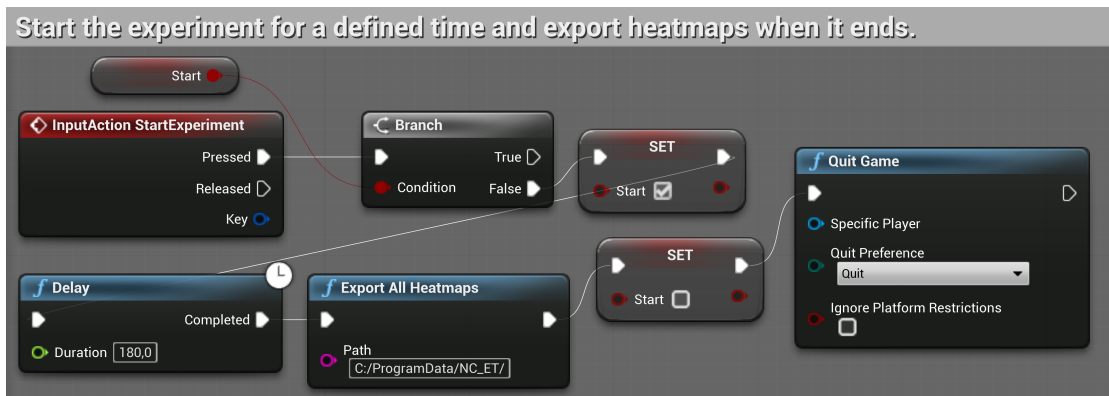 Start the experiment for a defined time and export heatmaps when it ends.
Start
InputAction StartExperiment
Pressed
Released
Key
Branch
True
Condition
False
SET
Start
Quit Game
Specific Player
Quit Preference
Quit
Ignore Platform Restrictions
Delay
Completed
Duration 180,0
Export All Heatmaps
Path
C:/ProgramData/NC_ET/
SET
Start